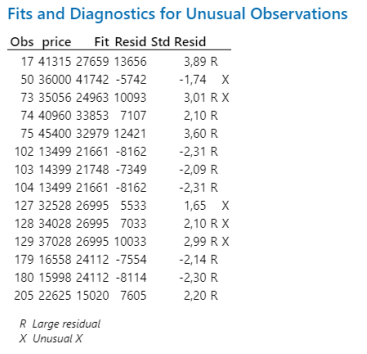 Fits and Diagnostics for Unusual Observations
Obs price Fit Resid Std Resid
17 41315 27659 13656 3,89 R
50 36000 41742 -5742 -1,74 X
73 35056 24963 10093 3,01 R X
74 40960 33853 7107 2,10 R
75 45400 32979 12421 3,60 R
102 13499 21661 -8162 -2,31 R
103 14399 21748 -7349 -2,09 R
104 13499 21661 -8162 -2,31 R
127 32528 26995 5533 1,65 X
128 34028 26995 7033 2,10 R X
129 37028 26995 10033 2,99 R X
179 16558 24112 -7554 -2,14 R
180 15998 24112 -8114 -2,30 R
205 22625 15020 7605 2,20 R
R Large residual
X Unusual X